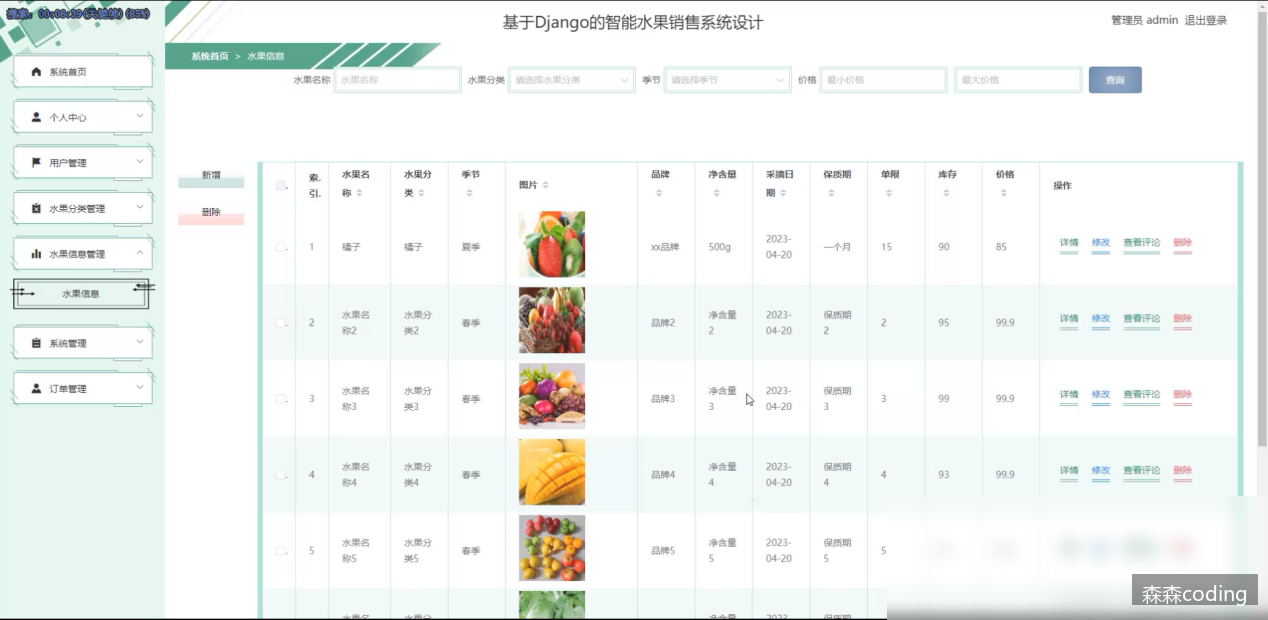 基于Django的智能水果销售系统设计
管理员 admin 退出登录
系统首页 > 水果信息
系统首页
个人中心
用户管理
水果分类管理
水果信息管理
水果信息
系统管理
订单管理
水果名称 水果名称 水果分类 请选择水果分类 季节 请选择季节 价格 最小价格 最大价格 查询
新增
删除
索引. 水果名称 水果分类 季节 图片 品牌 净含量 采摘日期 保质期 单限 库存 价格 操作
1 橘子 橘子 夏季 xx品牌 500g 2023-04-20 一个月 15 90 85 详情 修改 查看评论 删除
2 水果名称2 水果分类2 春季 品牌2 净含量2 2023-04-20 保质期2 2 95 99.9 详情 修改 查看评论 删除
3 水果名称3 水果分类3 春季 品牌3 净含量3 2023-04-20 保质期3 3 99 99.9 详情 修改 查看评论 删除
4 水果名称4 水果分类4 春季 品牌4 净含量4 2023-04-20 保质期4 4 93 99.9 详情 修改 查看评论 删除
5 水果名称5 水果分类5 春季 品牌5 净含量5 2023-04-20 保质期5 5
森森coding